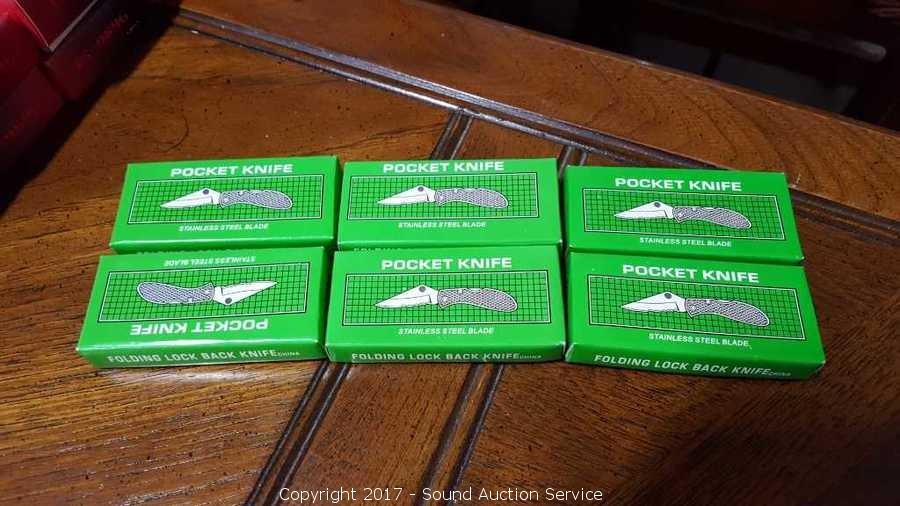 POCKET KNIFE
STAINLESS STEEL BLADE
POCKET KNIFE
STAINLESS STEEL BLADE
POCKET KNIFE
STAINLESS STEEL BLADE
POCKET KNIFE
STAINLESS STEEL BLADE
FOLDING LOCK BACK KNIFE CHINA
POCKET KNIFE
STAINLESS STEEL BLADE
FOLDING LOCK BACK KNIFE CHINA
POCKET KNIFE
STAINLESS STEEL BLADE
FOLDING LOCK BACK KNIFE CHINA
Copyright 2017 - Sound Auction Service